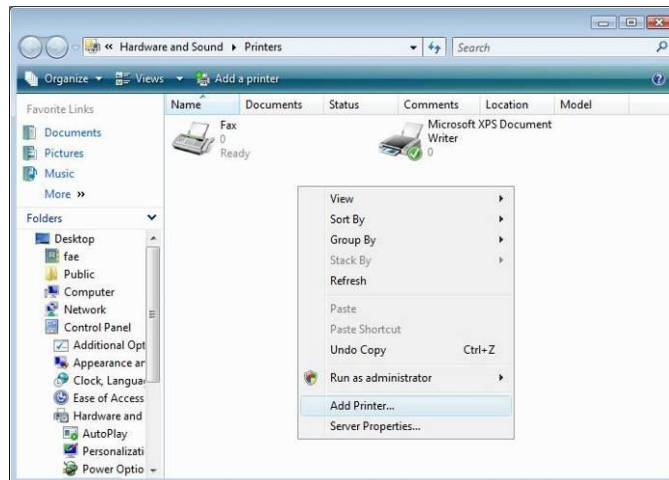 « Hardware and Sound ▸ Printers
Search
Organize Views Add a printer
Favorite Links
Documents
Pictures
Music
More »
Folders
Desktop
fae
Public
Computer
Network
Control Panel
Additional Opt
Appearance an
Clock, Languag
Ease of Access
Hardware and
AutoPlay
Personalizati
Power Optio
Name Documents Status Comments Location Model
Fax
0
Ready
Microsoft XPS Document
Writer
0
View
Sort By
Group By
Stack By
Refresh
Paste
Paste Shortcut
Undo Copy Ctrl+Z
Run as administrator
Add Printer...
Server Properties...